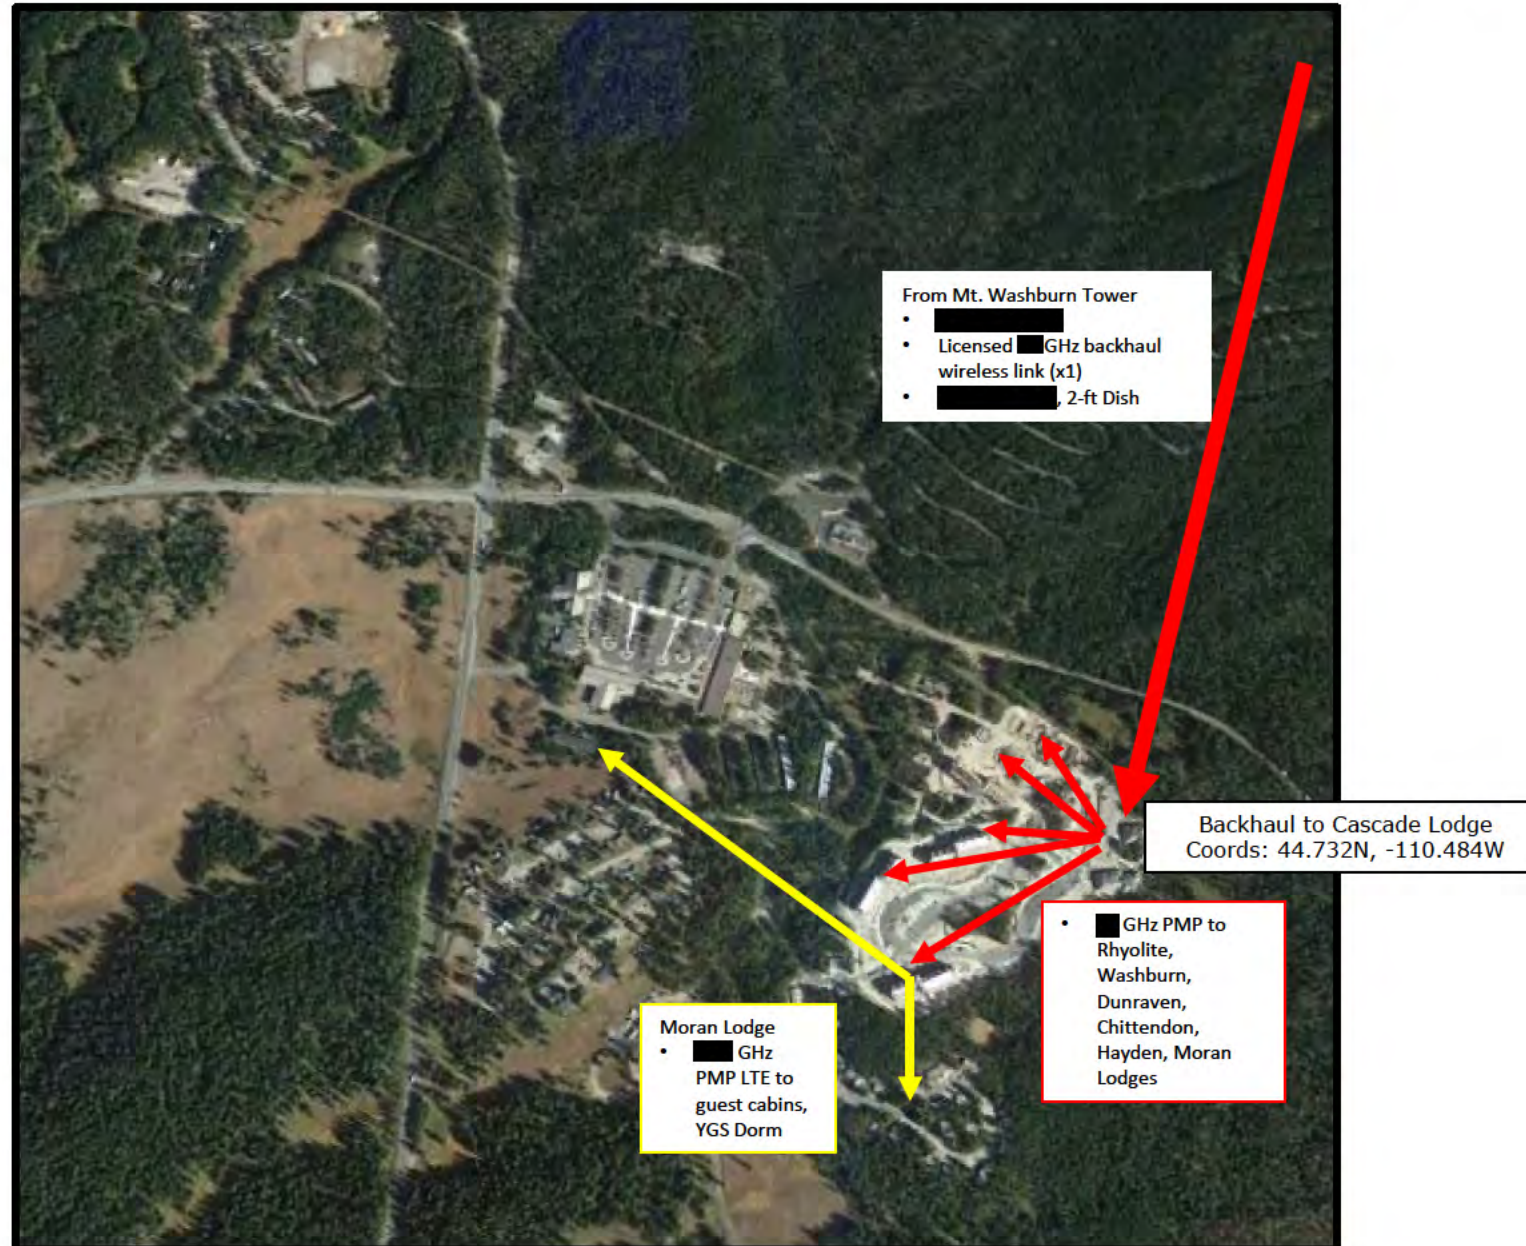 From Mt. Washburn Tower
•
• Licensed GHz backhaul
wireless link (x1)
• , 2-ft Dish
Backhaul to Cascade Lodge
Coords: 44.732N, -110.484W
• GHz PMP to
Rhyolite,
Washburn,
Dunraven,
Chittendon,
Hayden, Moran
Lodges
Moran Lodge
• GHz
PMP LTE to
guest cabins,
YGS Dorm